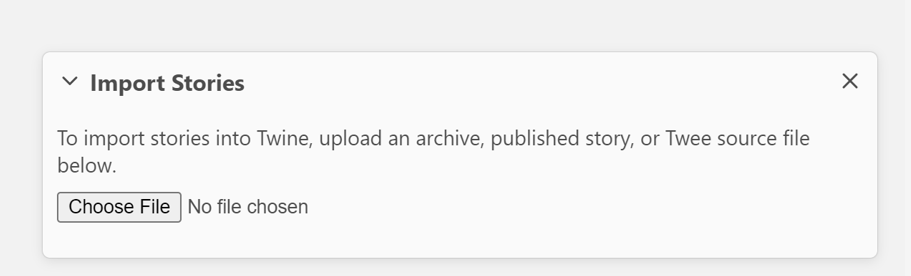 Import Stories
To import stories into Twine, upload an archive, published story, or Twee source file
below.
Choose File No file chosen